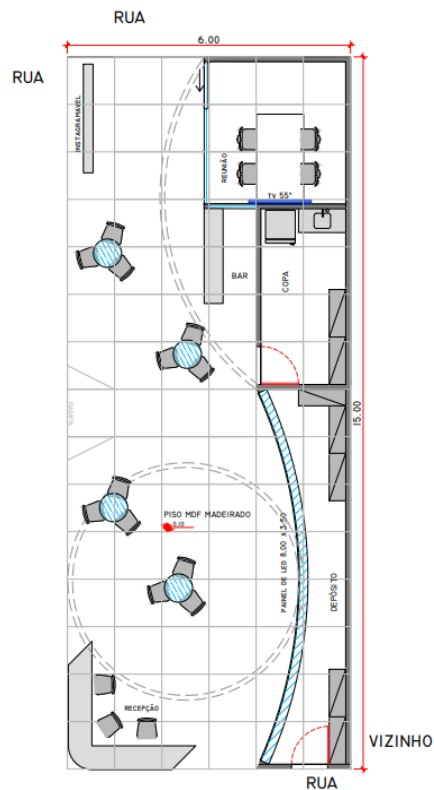 RUA
6.00
RUA
INSTAGRAMÁVEL
REUNIÃO
TV 55"
BAR
COPA
RAMPA
15.00
PISO MDF MADEIRADO
0,10
PAINEL DE LED 8,00 x 3,50
DEPÓSITO
RECEPÇÃO
VIZINHO
RUA